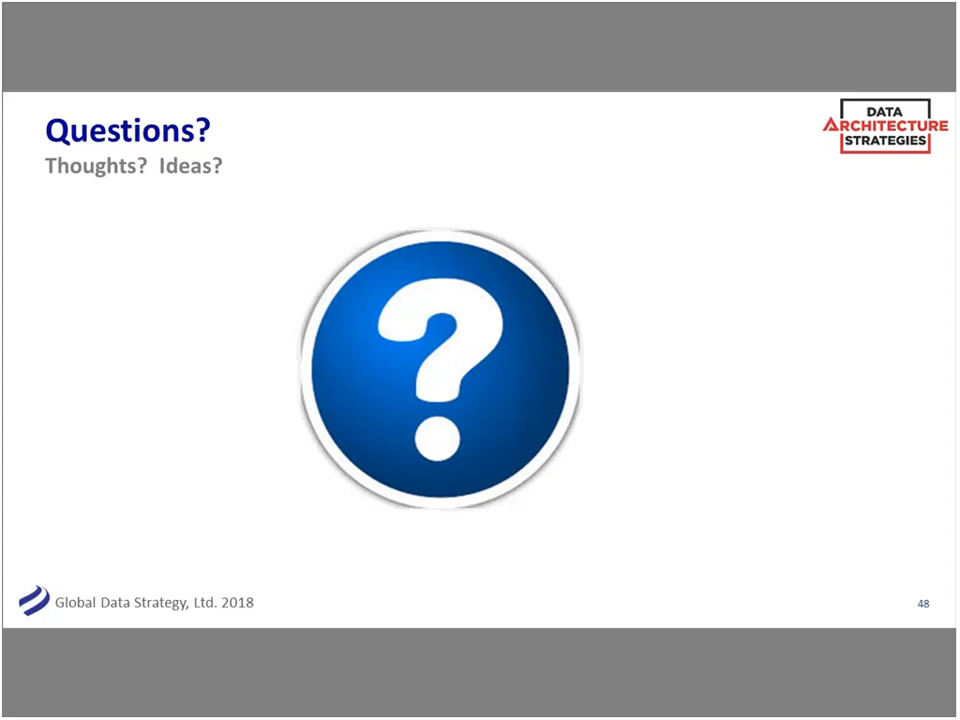 Questions?
Thoughts?  Ideas?
DATA
ARCHITECTURE
STRATEGIES
?
Global Data Strategy, Ltd. 2018
48